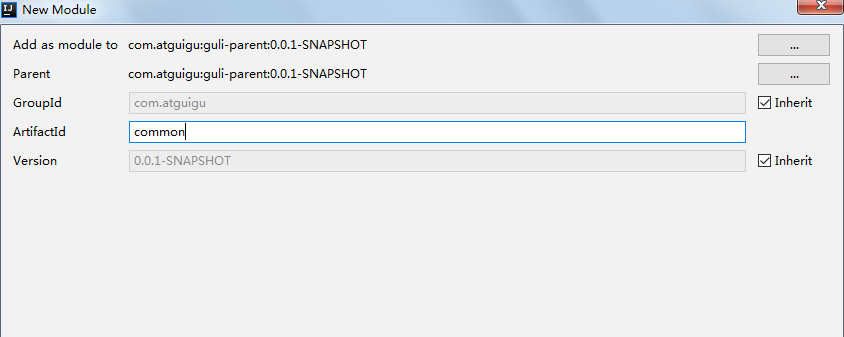 New Module
Add as module to com.atguigu:guli-parent:0.0.1-SNAPSHOT ...
Parent com.atguigu:guli-parent:0.0.1-SNAPSHOT ...
GroupId com.atguigu Inherit
ArtifactId common
Version 0.0.1-SNAPSHOT Inherit